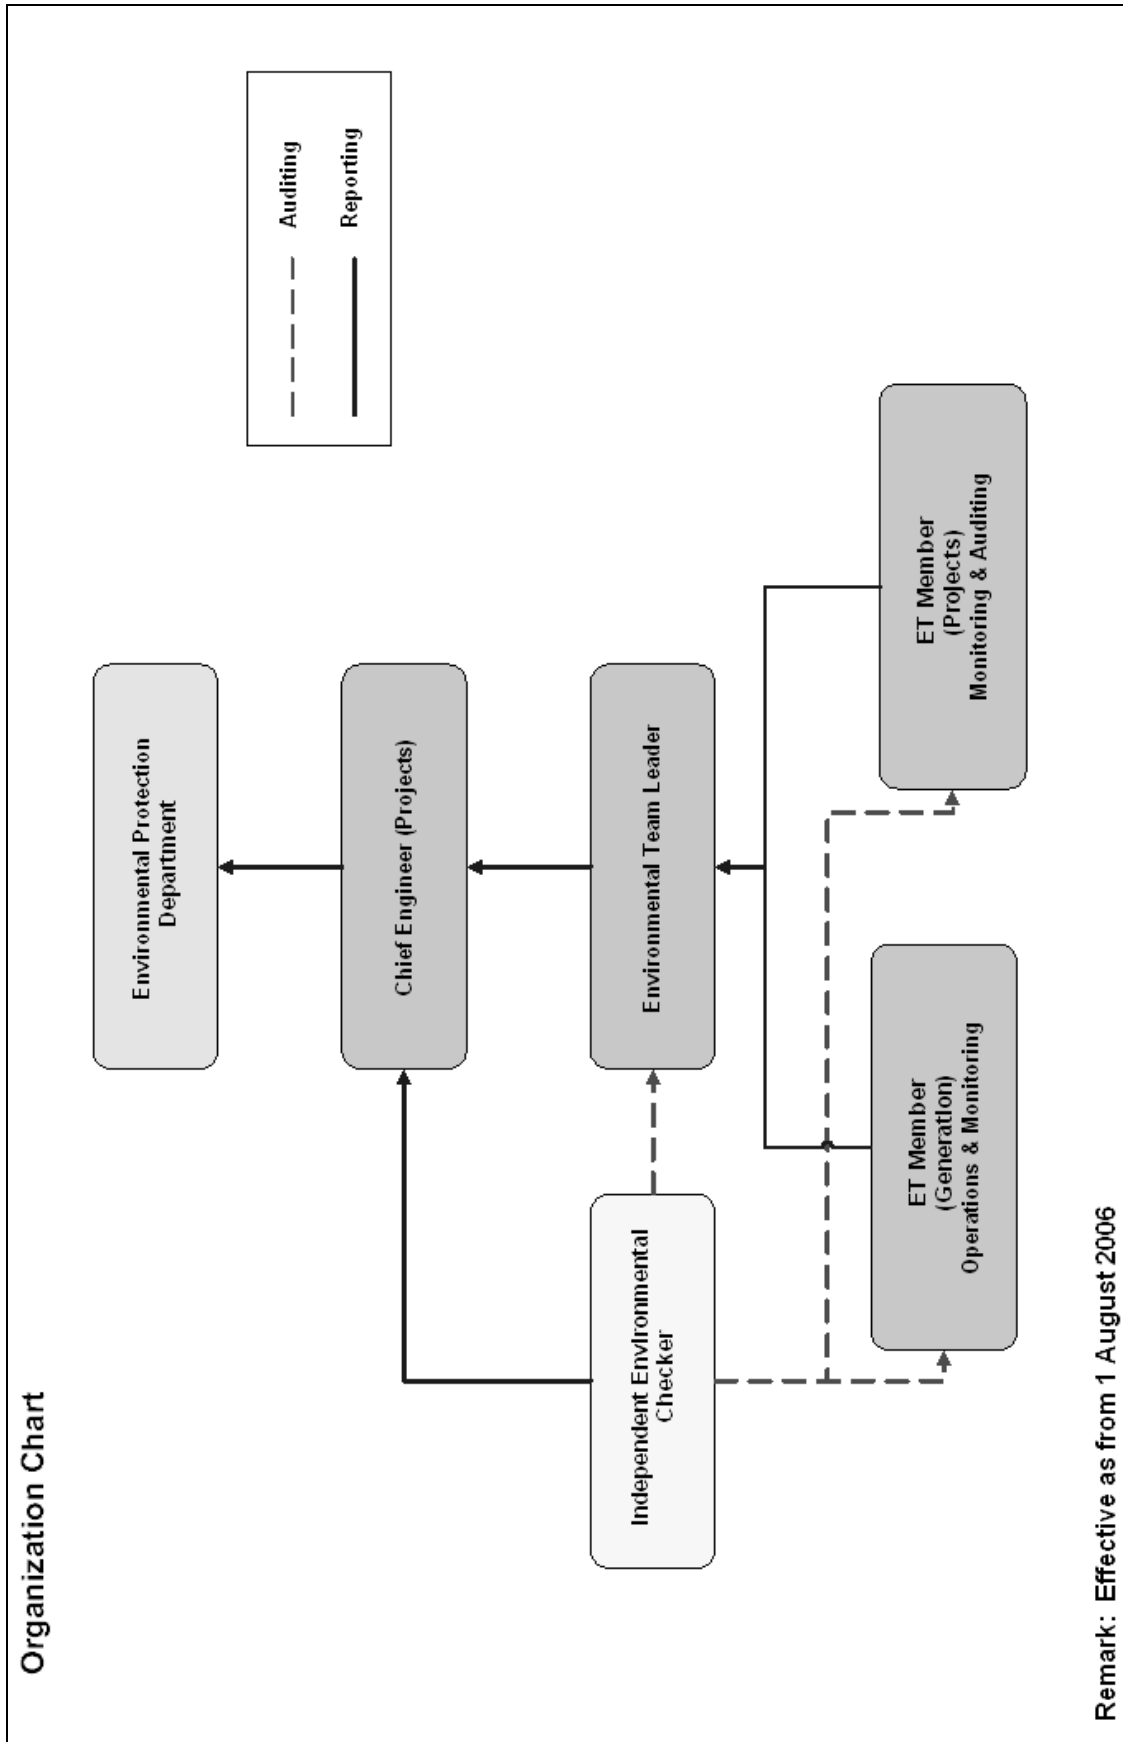 Organization Chart
Auditing
Reporting
Environmental Protection
Department
Chief Engineer (Projects)
Independent Environmental
Checker
Environmental Team Leader
ET Member
(Generation)
Operations & Monitoring
ET Member
(Projects)
Monitoring & Auditing
Remark: Effective as from 1 August 2006